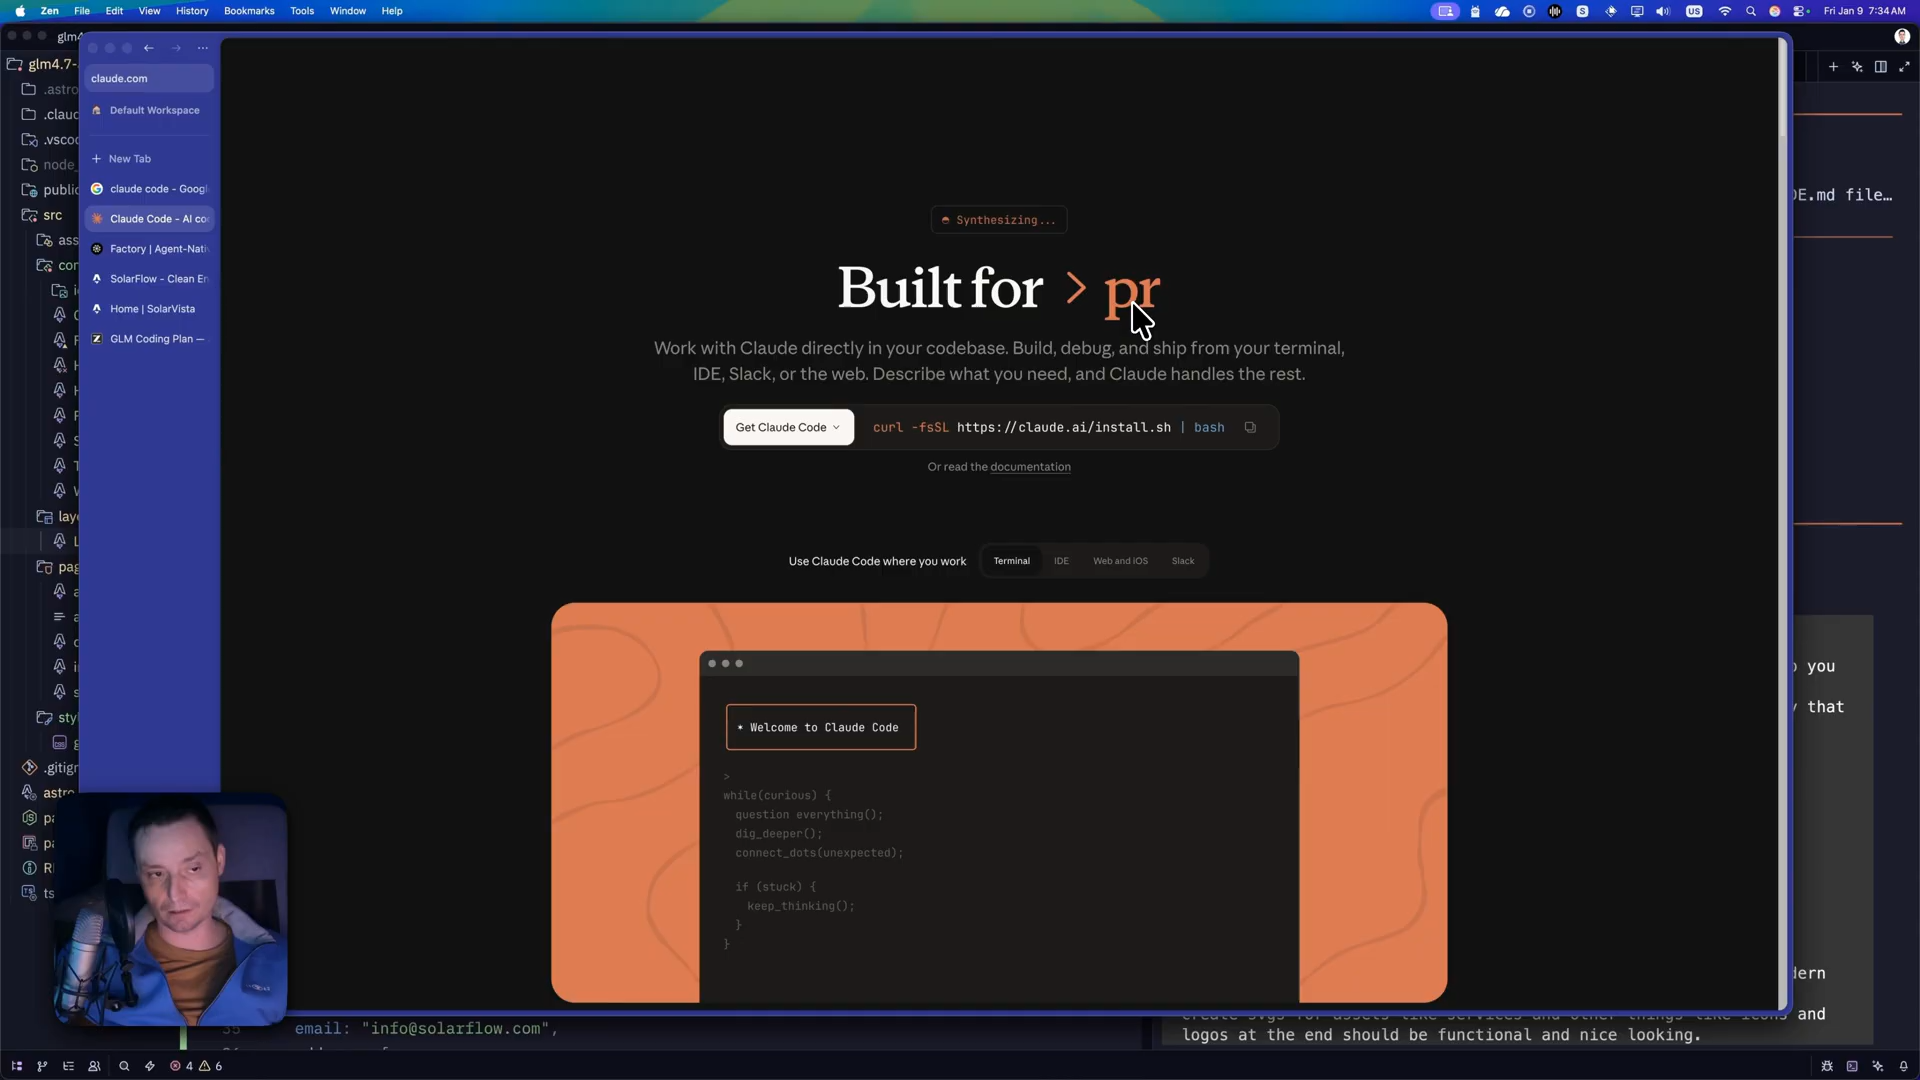 Zen File Edit View History Bookmarks Tools Window Help
US
Fri Jan 9 7:34 AM
glm4.7-
.astro
.vscod
node_
public
src
claude.com
Default Workspace
New Tab
claude code - Googl
Claude Code - AI co
Factory | Agent-Nati
SolarFlow - Clean En
Home | SolarVista
GLM Coding Plan —
Synthesizing...
Built for > pr
Work with Claude directly in your codebase. Build, debug, and ship from your terminal,
IDE, Slack, or the web. Describe what you need, and Claude handles the rest.
Get Claude Code
curl -fsSL https://claude.ai/install.sh | bash
Or read the documentation
Use Claude Code where you work
Terminal IDE Web and iOS Slack
* Welcome to Claude Code
>
while(curious) {
question everything();
dig_deeper();
connect_dots(unexpected);
if (stuck) {
keep_thinking();
}
}
DE.md file…
you
that
35 email: "info@solarflow.com",
and
logos at the end should be functional and nice looking.
4 6